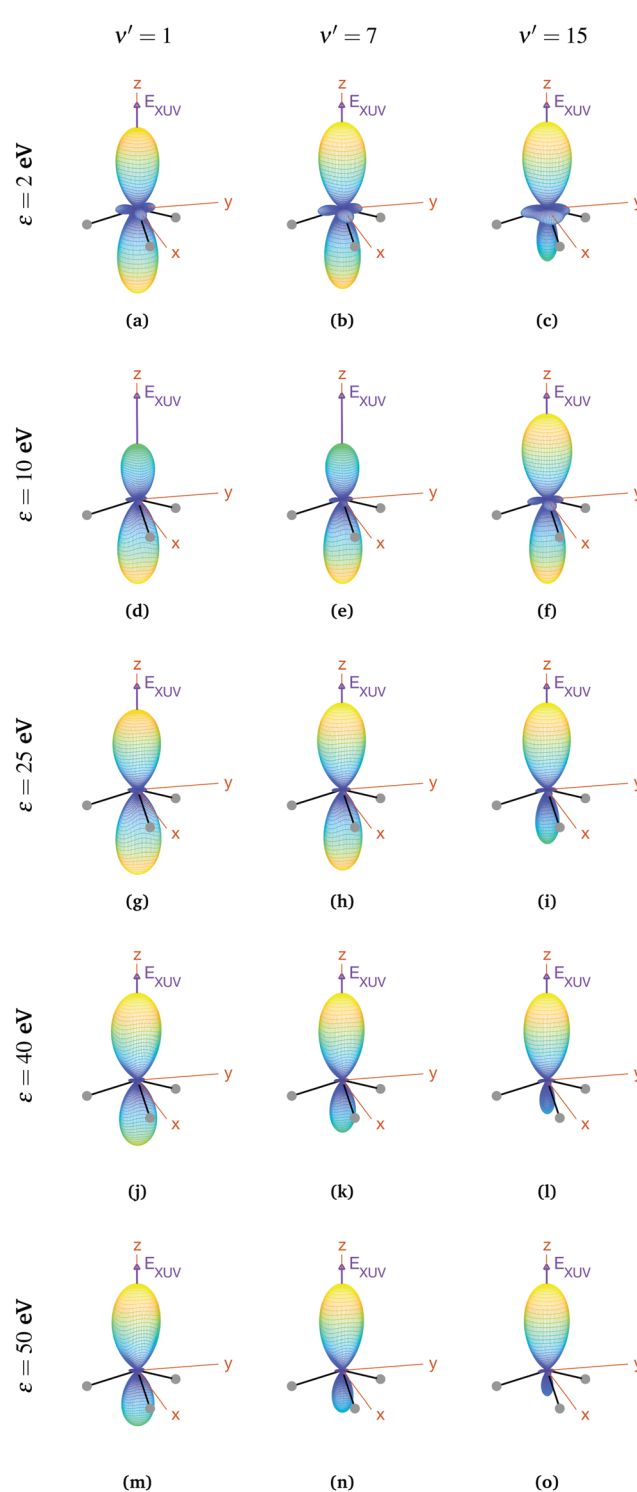 ν′ = 1 ν′ = 7 ν′ = 15
ε = 2 eV
z E_XUV y x
z E_XUV y x
z E_XUV y x
(a) (b) (c)
ε = 10 eV
z E_XUV y x
z E_XUV y x
z E_XUV y x
(d) (e) (f)
ε = 25 eV
z E_XUV y x
z E_XUV y x
z E_XUV y x
(g) (h) (i)
ε = 40 eV
z E_XUV y x
z E_XUV y x
z E_XUV y x
(j) (k) (l)
ε = 50 eV
z E_XUV y x
z E_XUV y x
z E_XUV y x
(m) (n) (o)